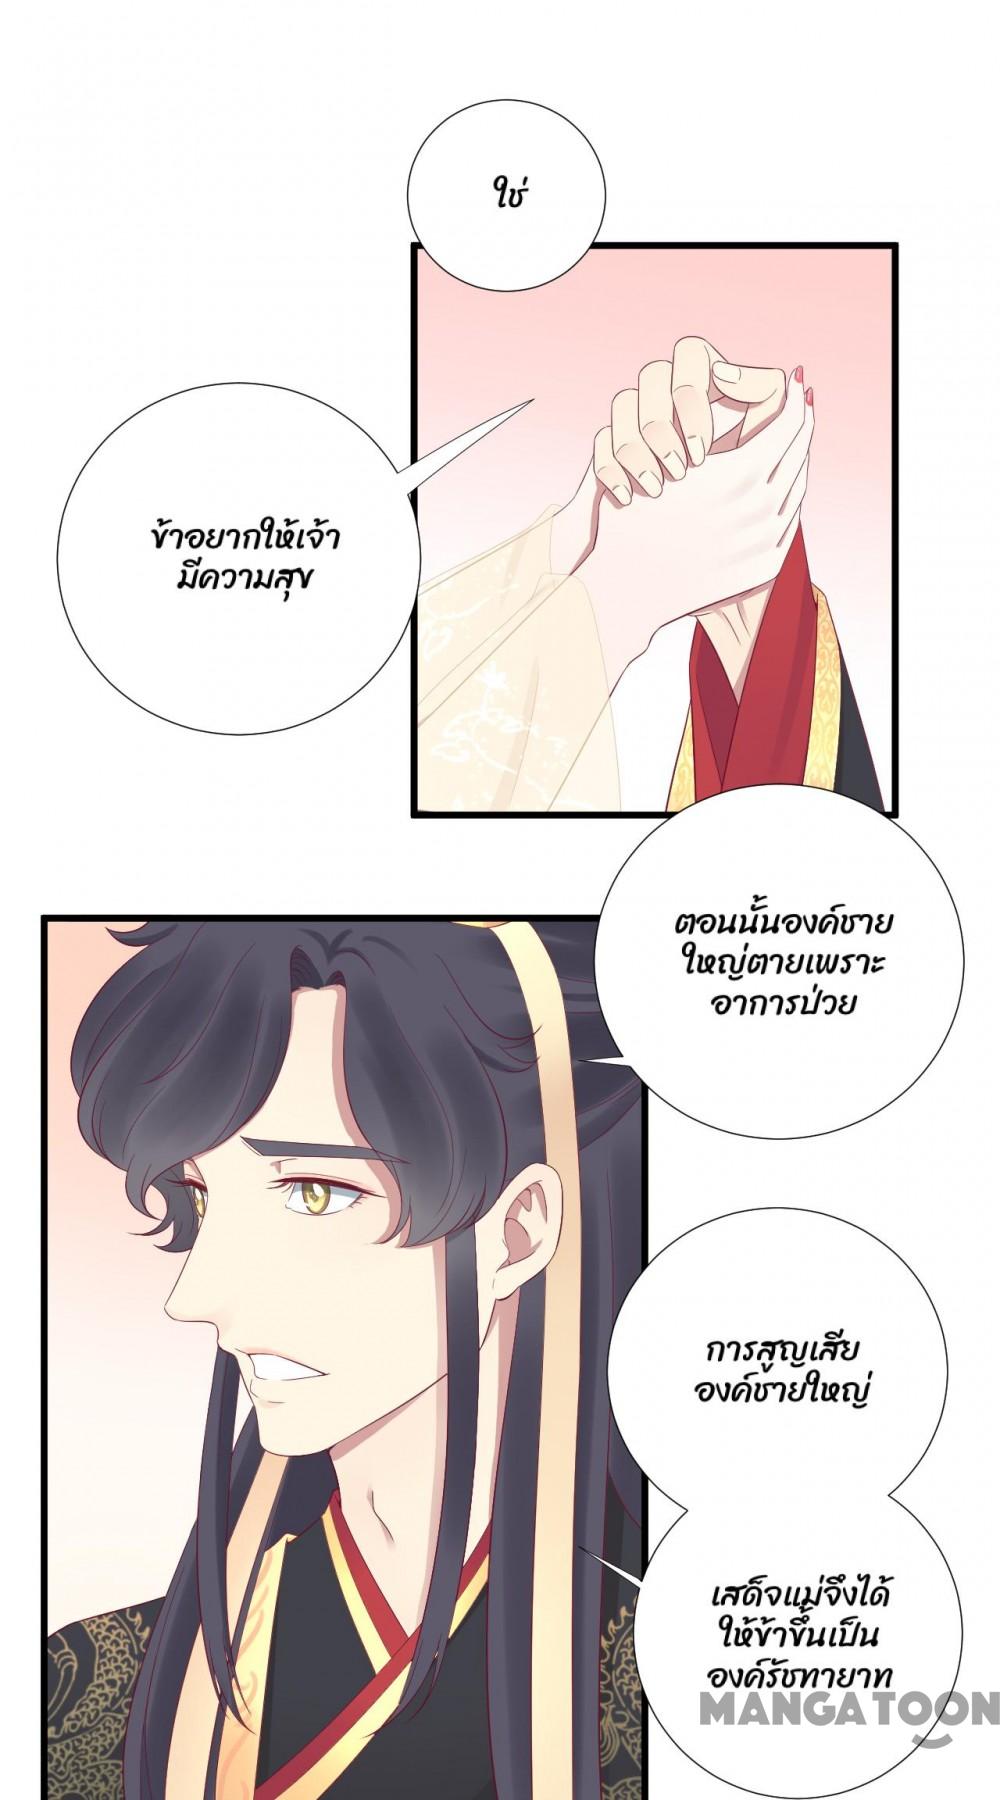 ใช่
ข้าอยากให้เจ้า
มีความสุข
ตอนนั้นองค์ชาย
ใหญ่ตายเพราะ
อาการป่วย
การสูญเสีย
องค์ชายใหญ่
เสด็จแม่จึงได้
ให้ข้าขึ้นเป็น
องค์รัชทายาท
MANGATOON